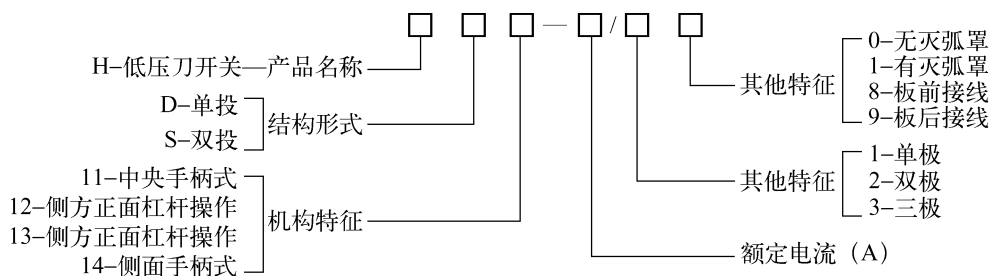 □ □ □—□/□ □
H–低压刀开关—产品名称
D–单投
S–双投
结构形式
11–中央手柄式
12–侧方正面杠杆操作
13–侧方正面杠杆操作
14–侧面手柄式
机构特征
0–无灭弧罩
1–有灭弧罩
8–板前接线
9–板后接线
其他特征
1–单极
2–双极
3–三极
其他特征
额定电流（A）